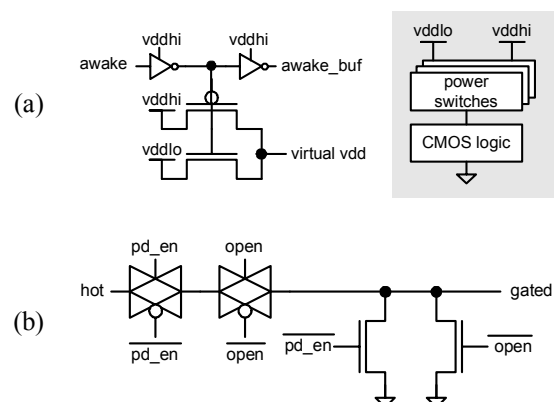 vddhi
vddhi
awake
awake_buf
(a)
vddhi
vddlo
virtual vdd
vddlo
vddhi
power
switches
CMOS logic
pd_en
open
hot
gated
(b)
pd_en
open
pd_en
open